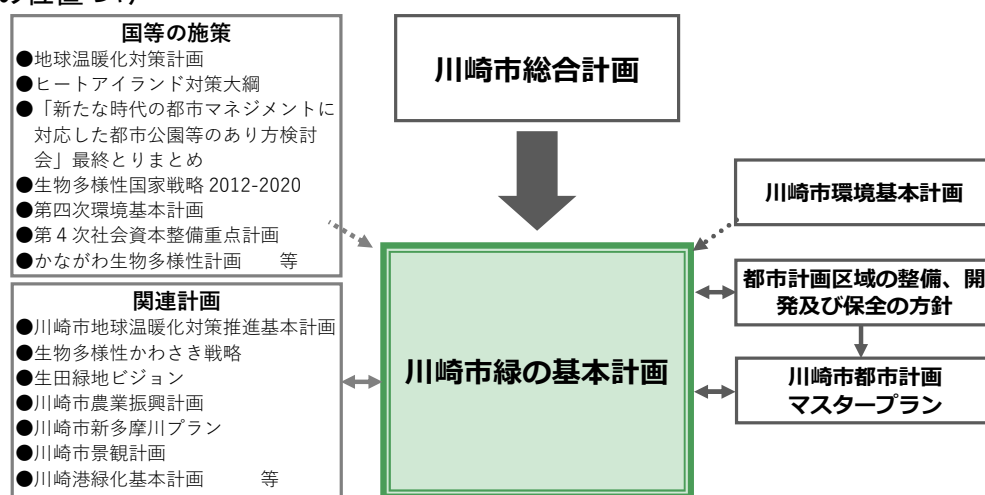 国等の施策
●地球温暖化対策計画
●ヒートアイランド対策大綱
●「新たな時代の都市マネジメントに
対応した都市公園等のあり方検討
会」最終とりまとめ
●生物多様性国家戦略 2012-2020
●第四次環境基本計画
●第４次社会資本整備重点計画
●かながわ生物多様性計画　　等
関連計画
●川崎市地球温暖化対策推進基本計画
●生物多様性かわさき戦略
●生田緑地ビジョン
●川崎市農業振興計画
●川崎市新多摩川プラン
●川崎市景観計画
●川崎港緑化基本計画　　　等
川崎市総合計画
川崎市緑の基本計画
川崎市環境基本計画
都市計画区域の整備、開
発及び保全の方針
川崎市都市計画
マスタープラン